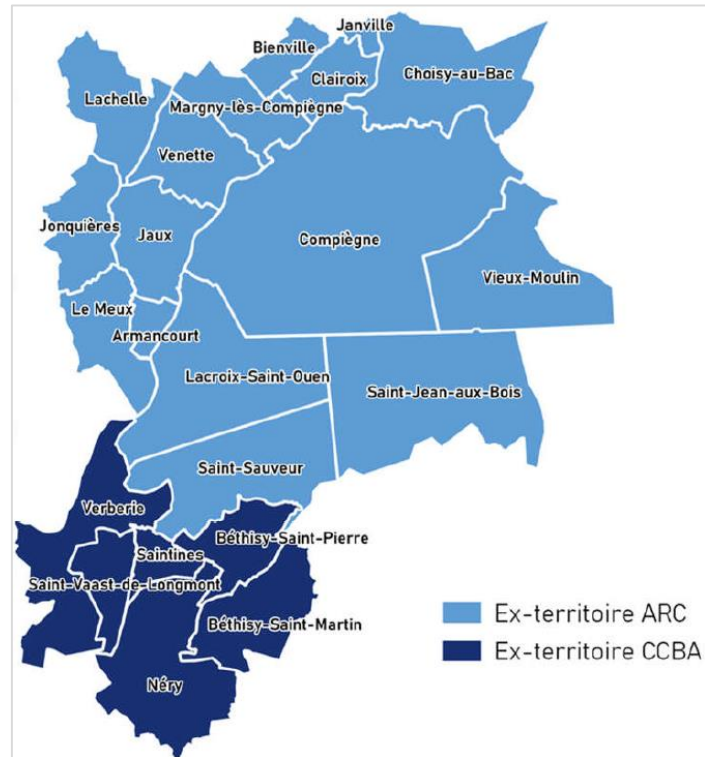 Janville
Bienville
Clairoix
Choisy-au-Bac
Lachelle
Margny-lès-Compiègne
Venette
Jonquières
Jaux
Compiègne
Vieux-Moulin
Le Meux
Armancourt
Lacroix-Saint-Ouen
Saint-Jean-aux-Bois
Saint-Sauveur
Verberie
Béthisy-Saint-Pierre
Saintines
Saint-Vaast-de-Longmont
Béthisy-Saint-Martin
Néry
Ex-territoire ARC
Ex-territoire CCBA